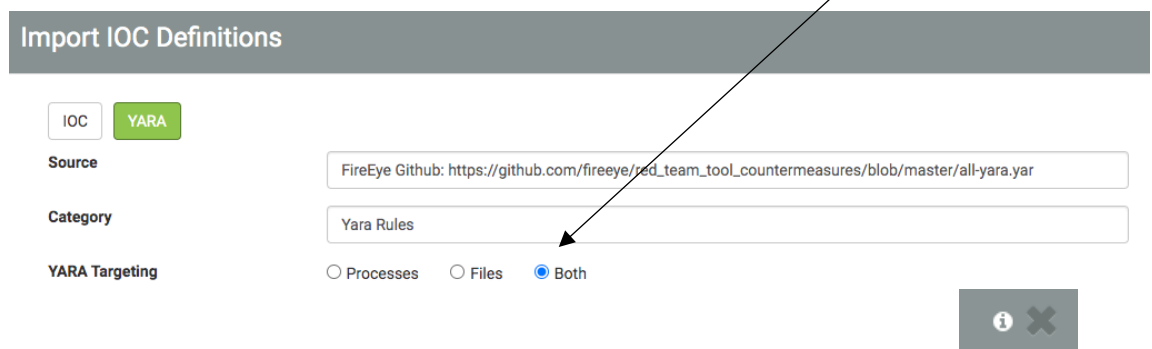 Import IOC Definitions
IOC YARA
Source FireEye Github: https://github.com/fireeye/red_team_tool_countermeasures/blob/master/all-yara.yar
Category Yara Rules
YARA Targeting Processes Files Both